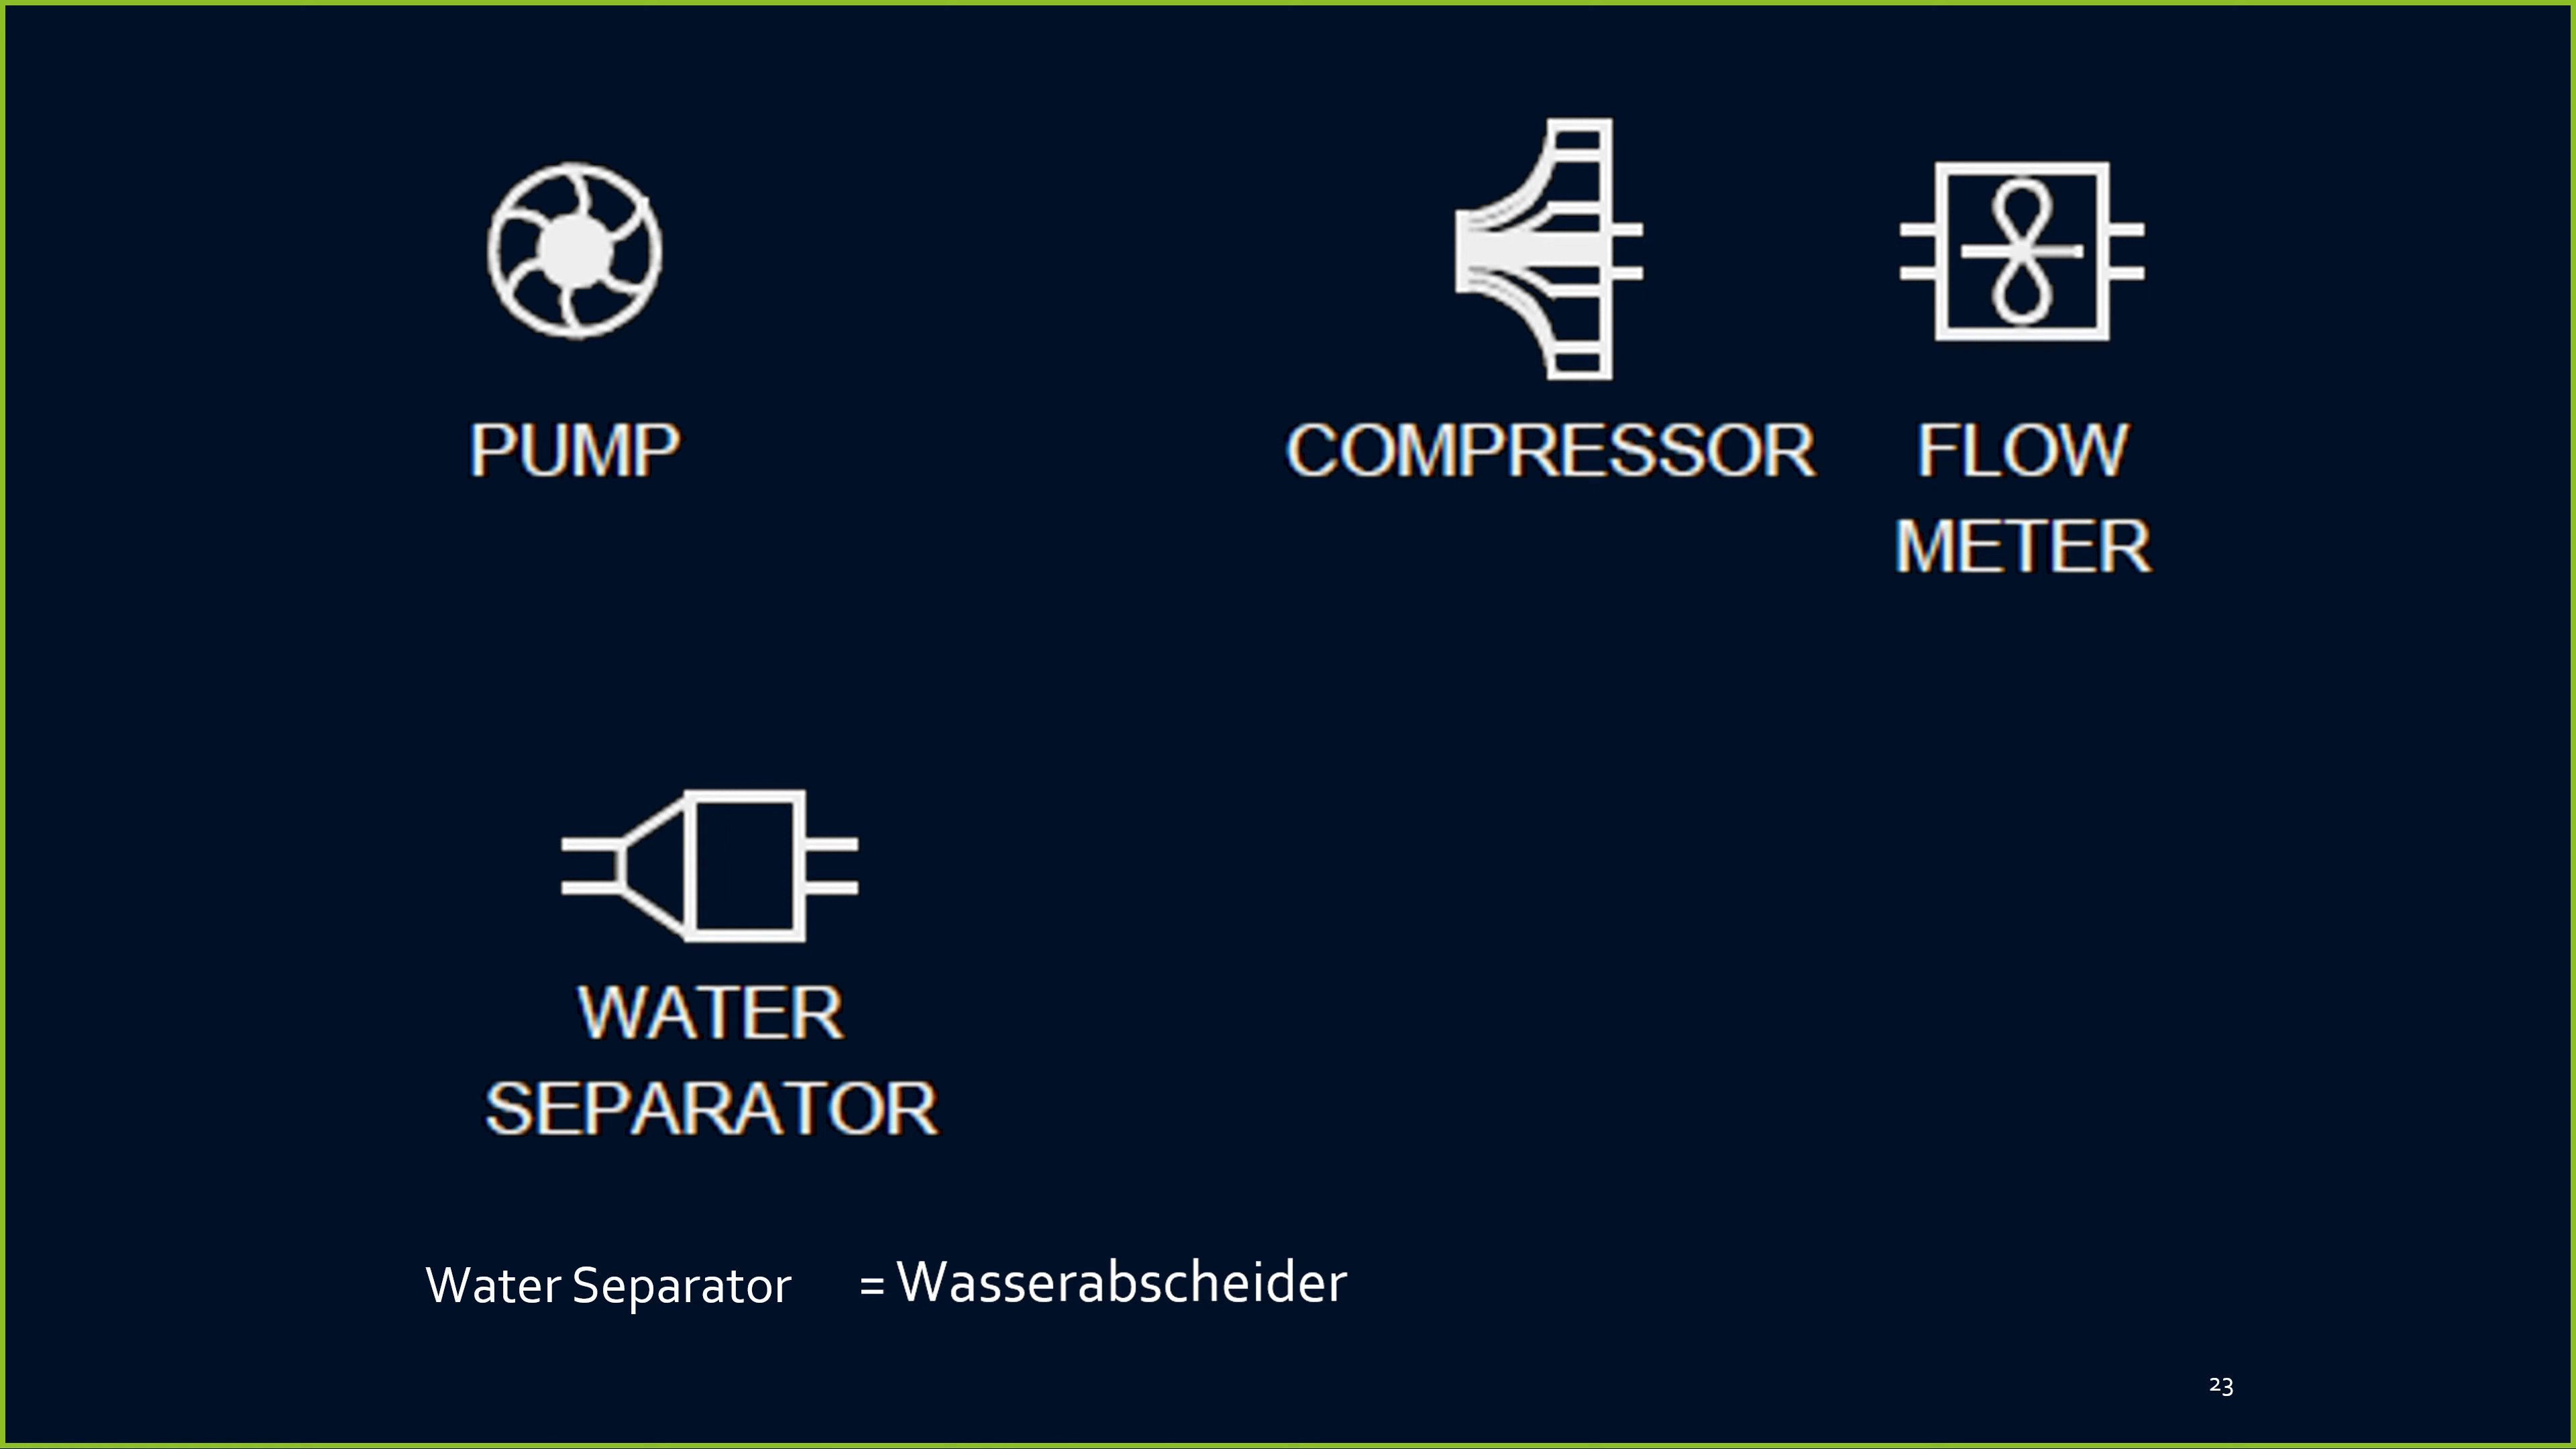 PUMP
COMPRESSOR
FLOW
METER
WATER
SEPARATOR
Water Separator = Wasserabscheider
23